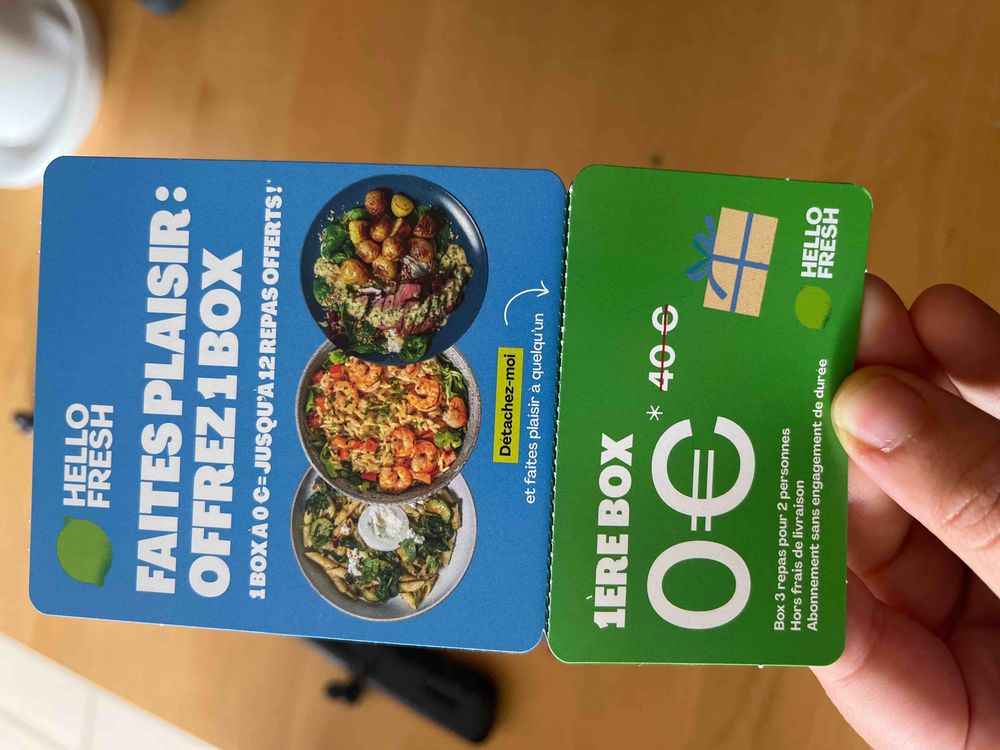 HELLO
FRESH
FAITES PLAISIR :
OFFREZ 1 BOX
1 BOX À 0 € = JUSQU'À 12 REPAS OFFERTS !*
Détachez-moi
et faites plaisir à quelqu'un
1ÈRE BOX
0€* 40 €
Box 3 repas pour 2 personnes
Hors frais de livraison
Abonnement sans engagement de durée
HELLO
FRESH